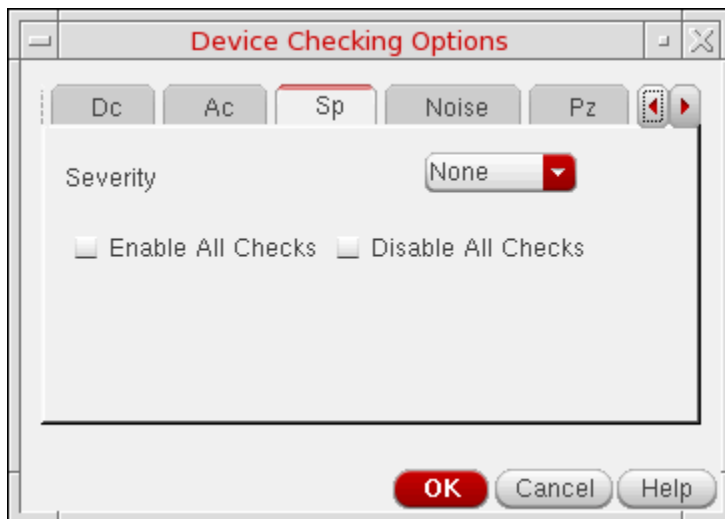 Device Checking Options
Dc Ac Sp Noise Pz
Severity None
Enable All Checks Disable All Checks
OK Cancel Help